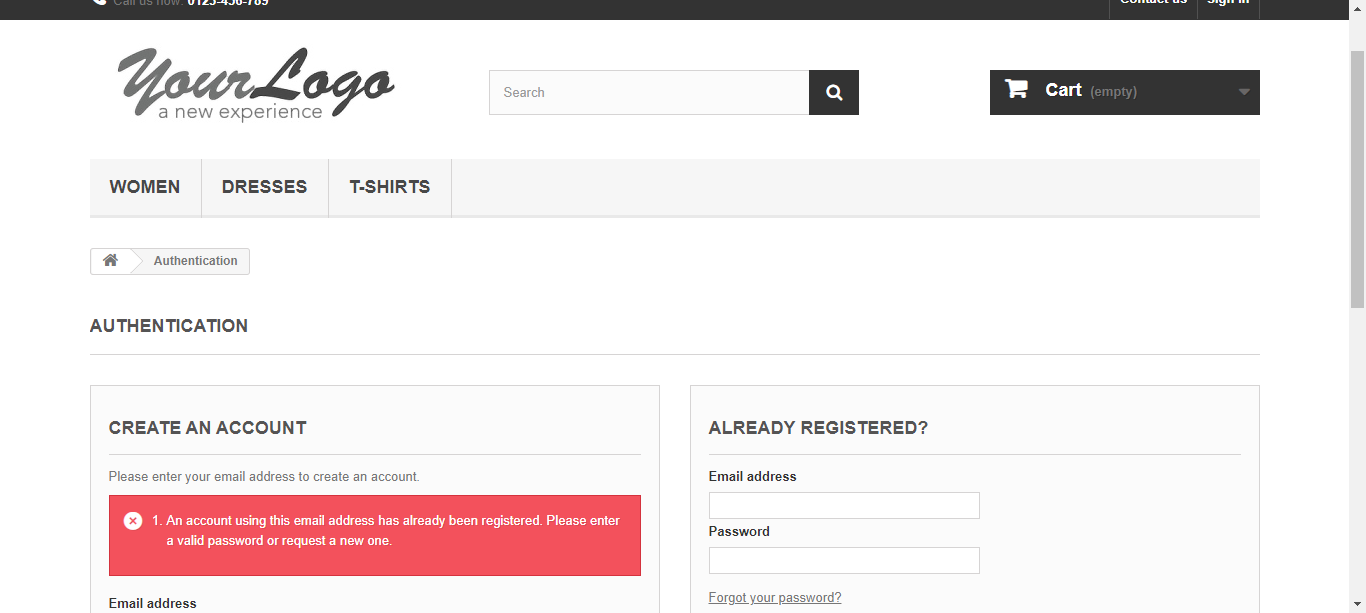 Call us now: 0123-456-789
Contact us
Sign in
YourLogo
a new experience
Search
Cart (empty)
WOMEN
DRESSES
T-SHIRTS
Authentication
AUTHENTICATION
CREATE AN ACCOUNT
Please enter your email address to create an account.
1. An account using this email address has already been registered. Please enter
a valid password or request a new one.
Email address
ALREADY REGISTERED?
Email address
Password
Forgot your password?